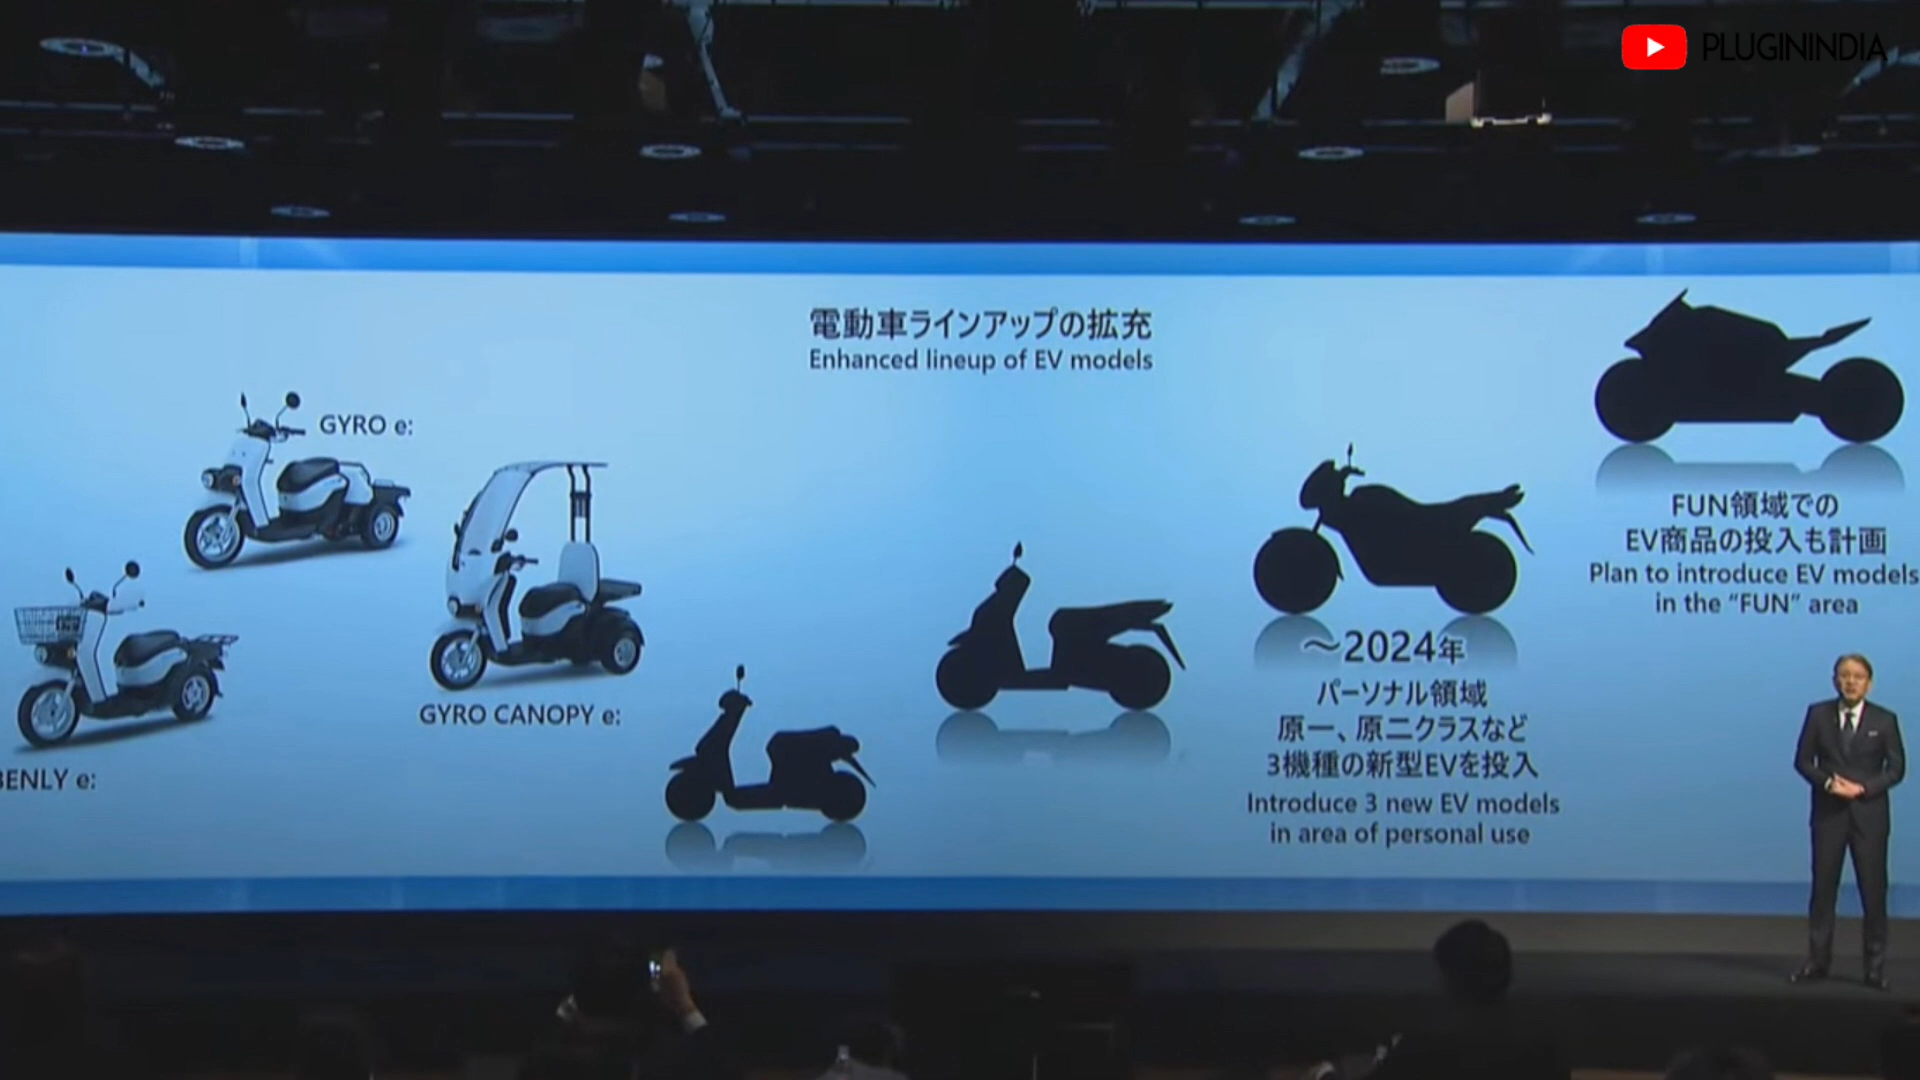 PLUGININDIA
電動車ラインアップの拡充
Enhanced lineup of EV models
GYRO e:
GYRO CANOPY e:
BENLY e:
FUN領域での
EV商品の投入も計画
Plan to introduce EV models
in the “FUN” area
～2024年
パーソナル領域
原一、原二クラスなど
3機種の新型EVを投入
Introduce 3 new EV models
in area of personal use